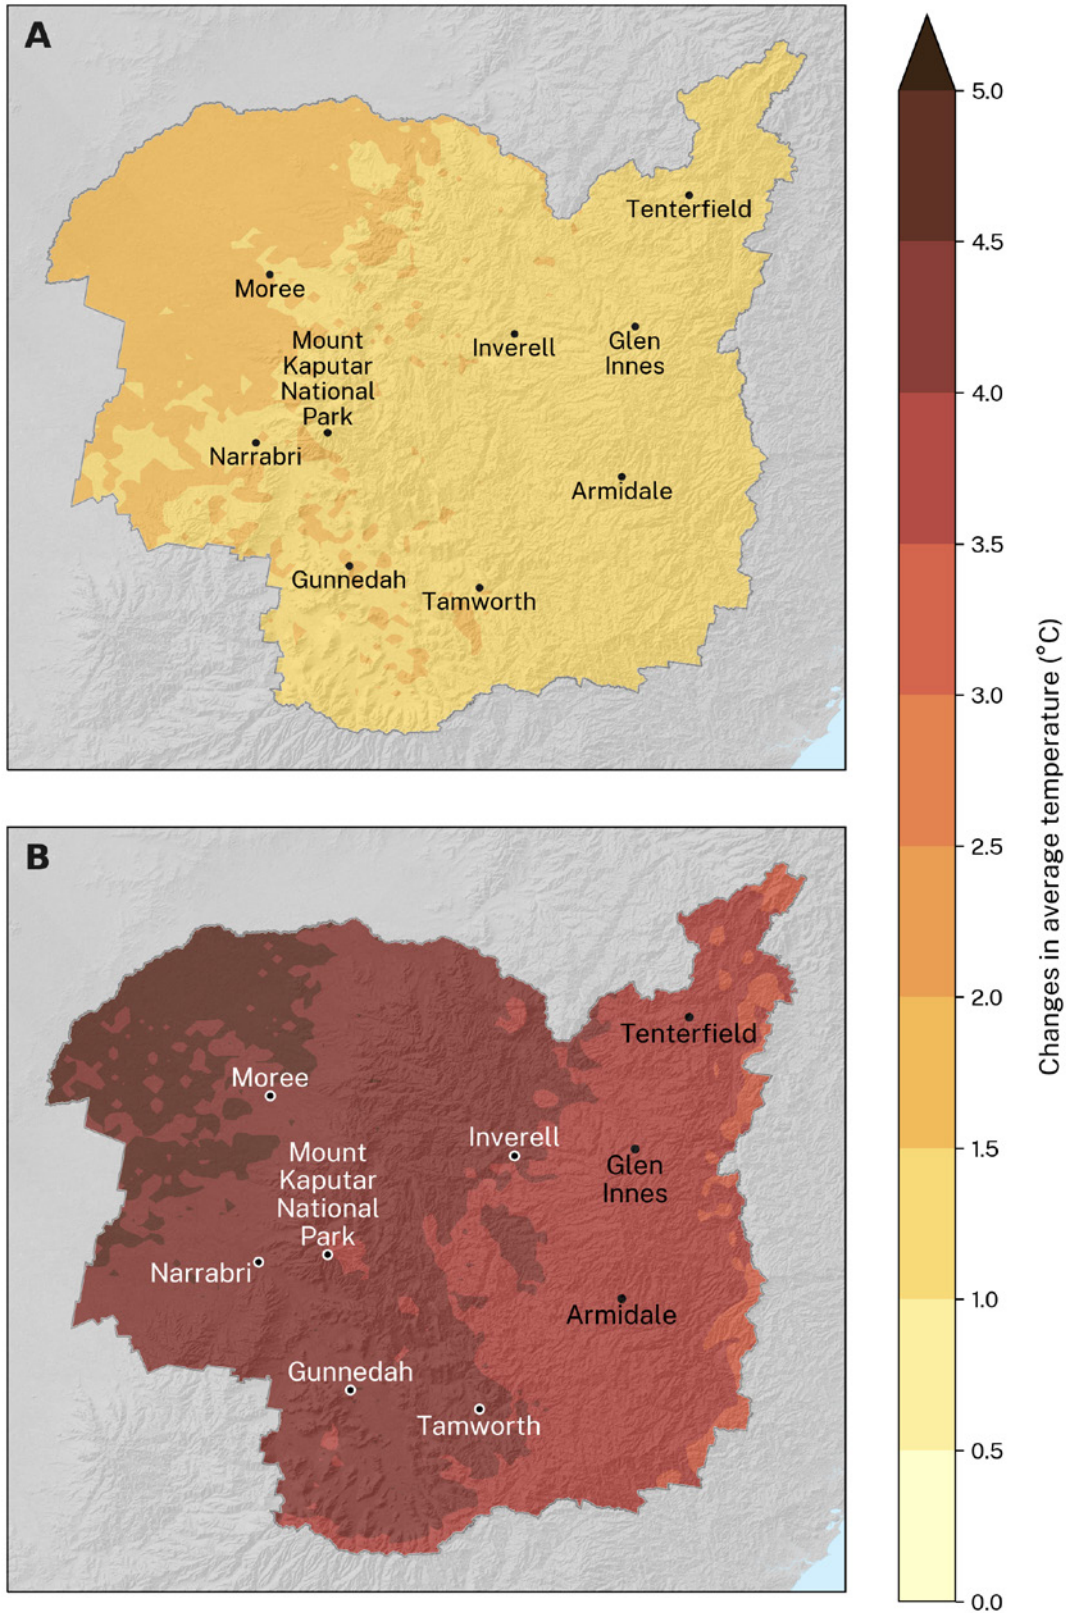 A
Tenterfield
Moree
Mount
Kaputar
National
Park
Inverell
Glen
Innes
Narrabri
Armidale
Gunnedah
Tamworth
B
Tenterfield
Moree
Inverell
Mount
Kaputar
National
Park
Glen
Innes
Narrabri
Armidale
Gunnedah
Tamworth
5.0
4.5
4.0
3.5
3.0
2.5
2.0
1.5
1.0
0.5
0.0
Changes in average temperature (°C)